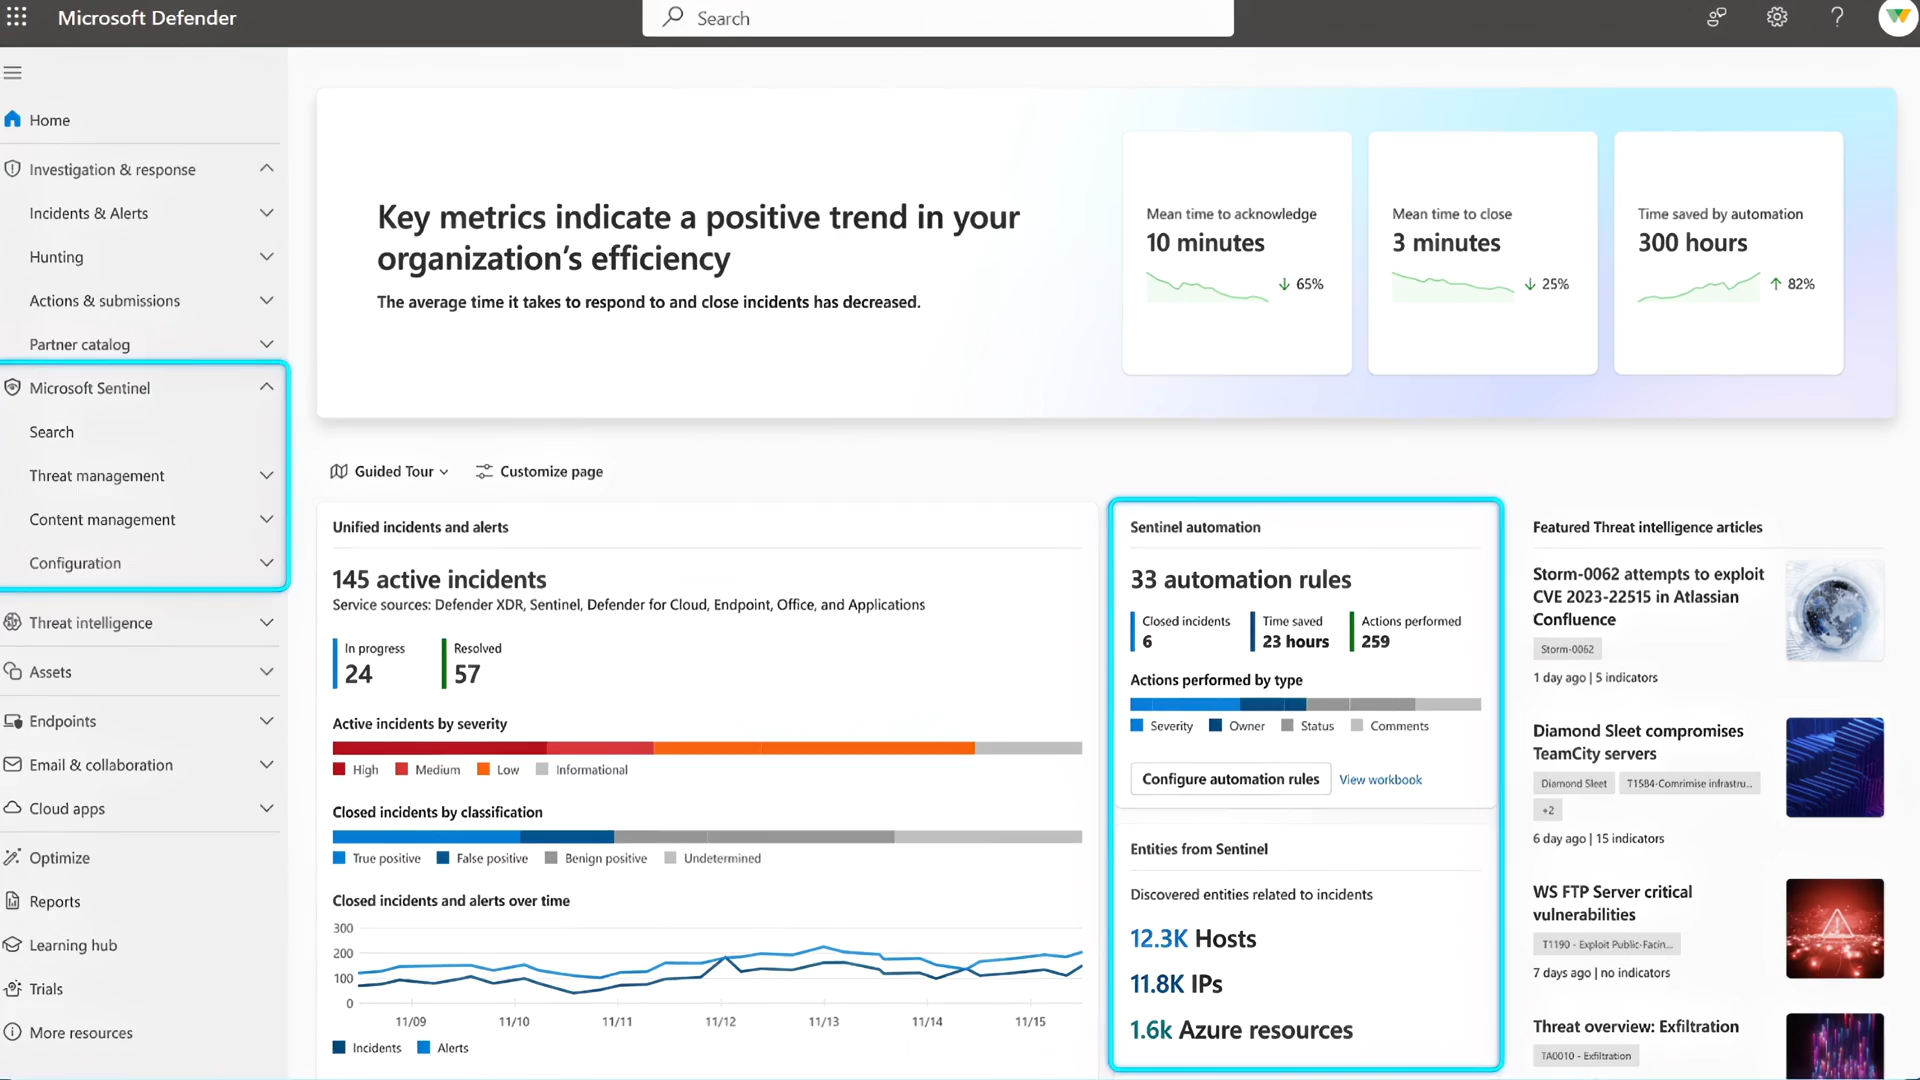 Microsoft Defender
Search
Home
Investigation & response
Incidents & Alerts
Hunting
Actions & submissions
Partner catalog
Microsoft Sentinel
Search
Threat management
Content management
Configuration
Threat intelligence
Assets
Endpoints
Email & collaboration
Cloud apps
Optimize
Reports
Learning hub
Trials
More resources
Key metrics indicate a positive trend in your
organization’s efficiency
The average time it takes to respond to and close incidents has decreased.
Mean time to acknowledge
10 minutes
65%
Mean time to close
3 minutes
25%
Time saved by automation
300 hours
82%
Guided Tour
Customize page
Unified incidents and alerts
145 active incidents
Service sources: Defender XDR, Sentinel, Defender for Cloud, Endpoint, Office, and Applications
In progress
24
Resolved
57
Active incidents by severity
High Medium Low Informational
Closed incidents by classification
True positive False positive Benign positive Undetermined
Closed incidents and alerts over time
300
200
100
0
11/09 11/10 11/11 11/12 11/13 11/14 11/15
Incidents Alerts
Sentinel automation
33 automation rules
Closed incidents
6
Time saved
23 hours
Actions performed
259
Actions performed by type
Severity Owner Status Comments
Configure automation rules View workbook
Entities from Sentinel
Discovered entities related to incidents
12.3K Hosts
11.8K IPs
1.6k Azure resources
Featured Threat intelligence articles
Storm-0062 attempts to exploit
CVE 2023-22515 in Atlassian
Confluence
Storm-0062
1 day ago | 5 indicators
Diamond Sleet compromises
TeamCity servers
Diamond Sleet T1584-Comrimise infrastru...
+2
6 day ago | 15 indicators
WS FTP Server critical
vulnerabilities
T1190 - Exploit Public-Facin...
7 days ago | no indicators
Threat overview: Exfiltration
TA0010 - Exfiltration